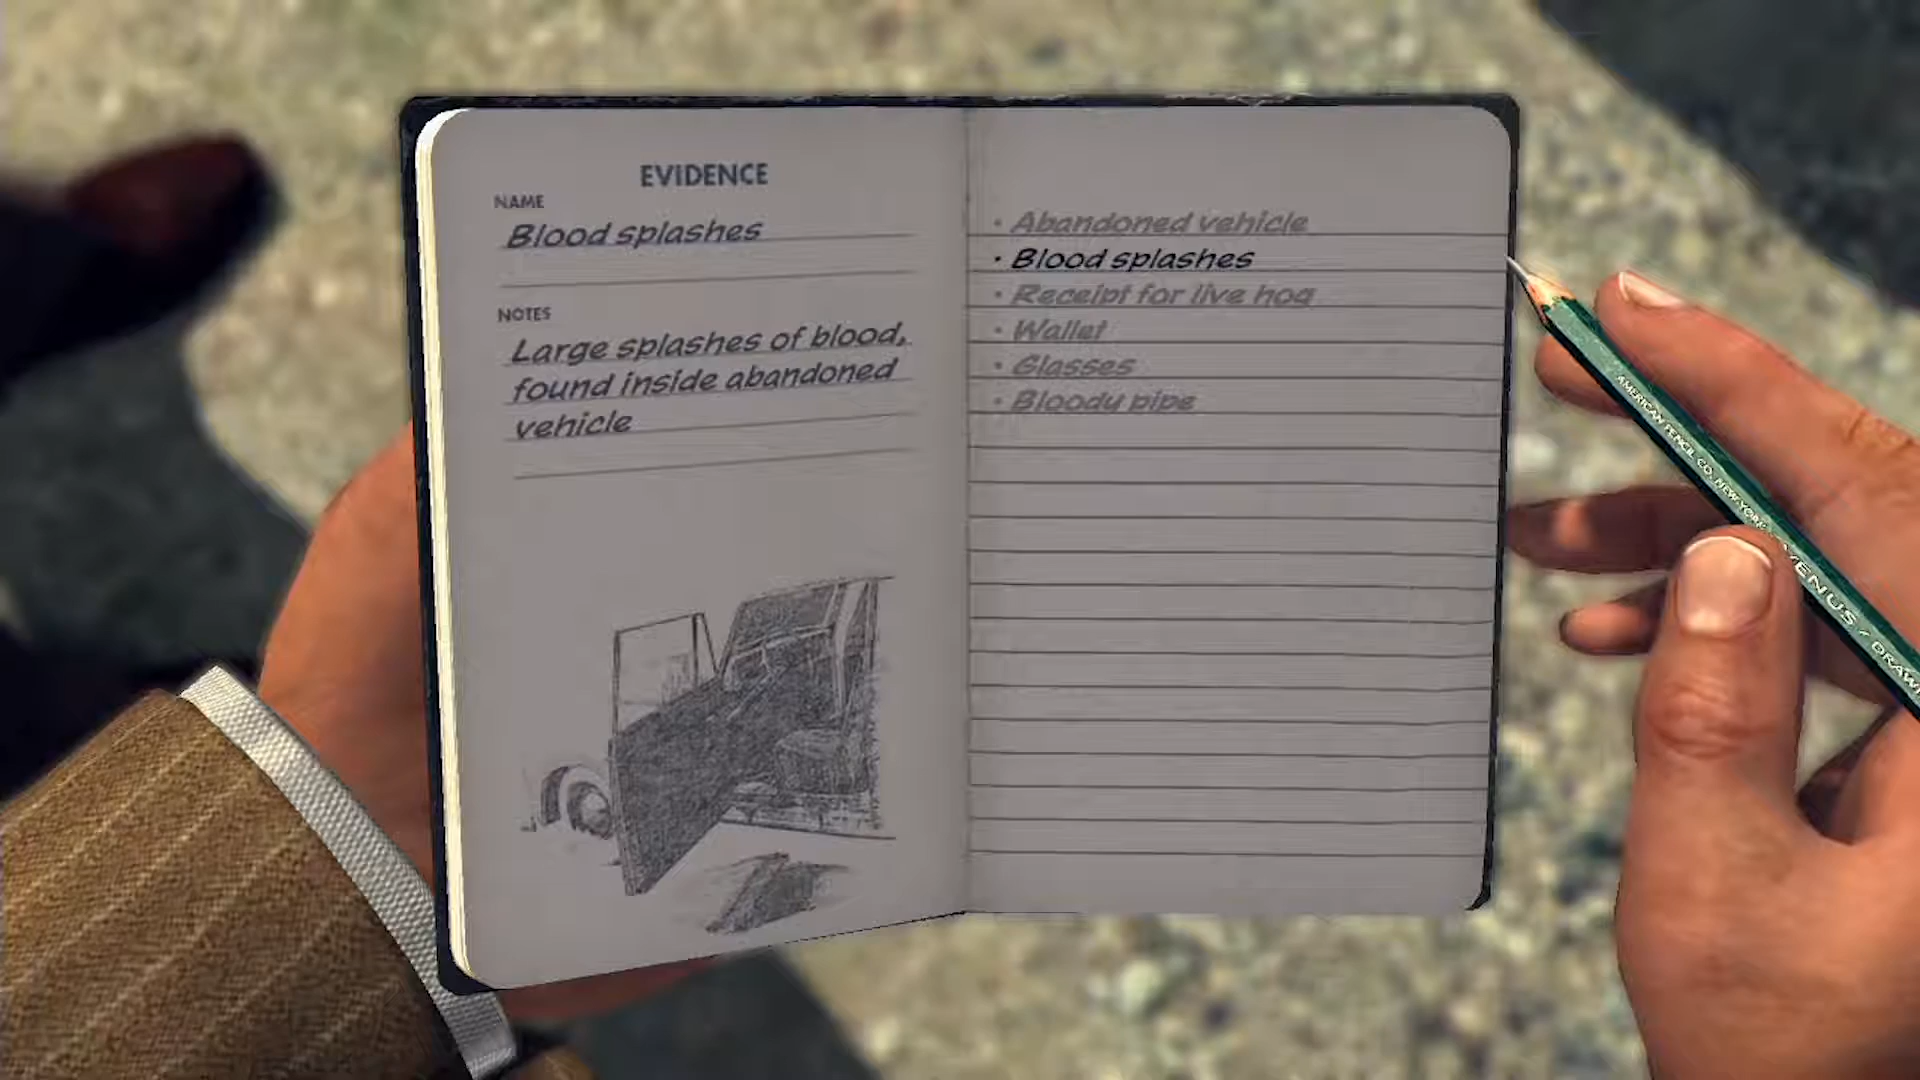 EVIDENCE
NAME
Blood splashes
NOTES
Large splashes of blood,
found inside abandoned
vehicle
· Abandoned vehicle
· Blood splashes
· Receipt for live hog
· Wallet
· Glasses
· Bloody pipe
AMERICAN PENCIL CO. NEW YORK
VENUS / DRAWI